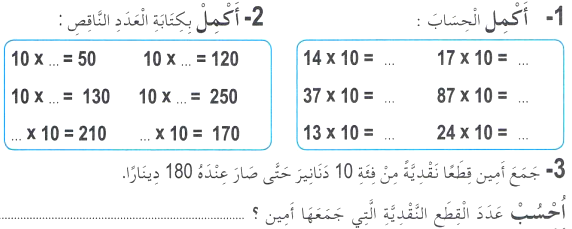 1- أَكْمِلْ الْحِسَابَ :
14 x 10 = ... 17 x 10 = ...
37 x 10 = ... 87 x 10 = ...
13 x 10 = ... 24 x 10 = ...
2- أَكْمِلْ بِكِتَابَةِ الْعَدَدِ النَّاقِصِ :
10 x ... = 50 10 x ... = 120
10 x ... = 130 10 x ... = 250
... x 10 = 210 ... x 10 = 170
3- جَمَعَ أَمِين قِطَعًا نَقْدِيَّةً مِنْ فِئَةِ 10 دَنَانِيرَ حَتَّى صَارَ عِنْدَهُ 180 دِينَارًا.
اُحْسُبْ عَدَدَ الْقِطَعِ النَّقْدِيَّةِ الَّتِي جَمَعَهَا أَمِين ؟ ................